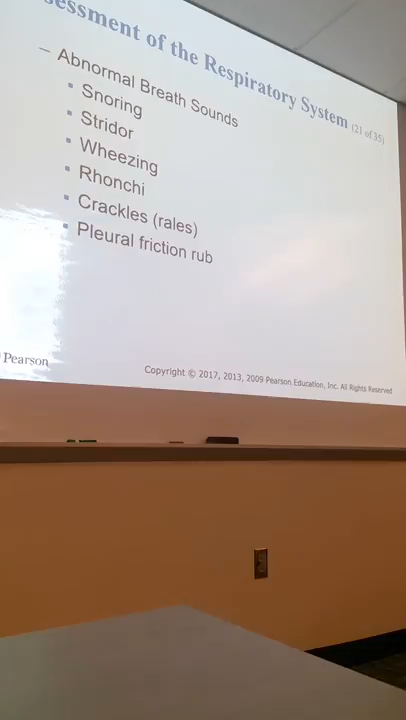 sessment of the Respiratory System (21 of 35)
– Abnormal Breath Sounds
▪ Snoring
▪ Stridor
▪ Wheezing
▪ Rhonchi
▪ Crackles (rales)
▪ Pleural friction rub
Pearson
Copyright © 2017, 2013, 2009 Pearson Education, Inc. All Rights Reserved